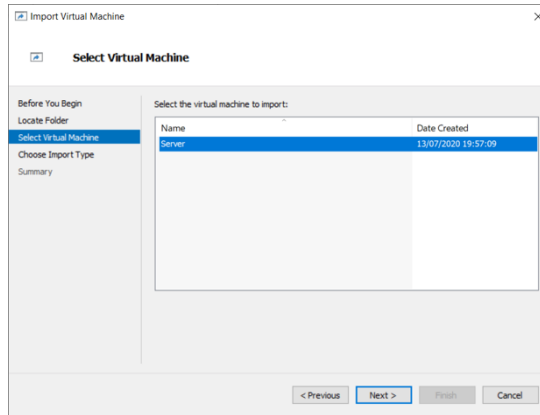 Import Virtual Machine
Select Virtual Machine
Before You Begin
Locate Folder
Select Virtual Machine
Choose Import Type
Summary
Select the virtual machine to import:
Name Date Created
Server 13/07/2020 19:57:09
< Previous Next > Finish Cancel